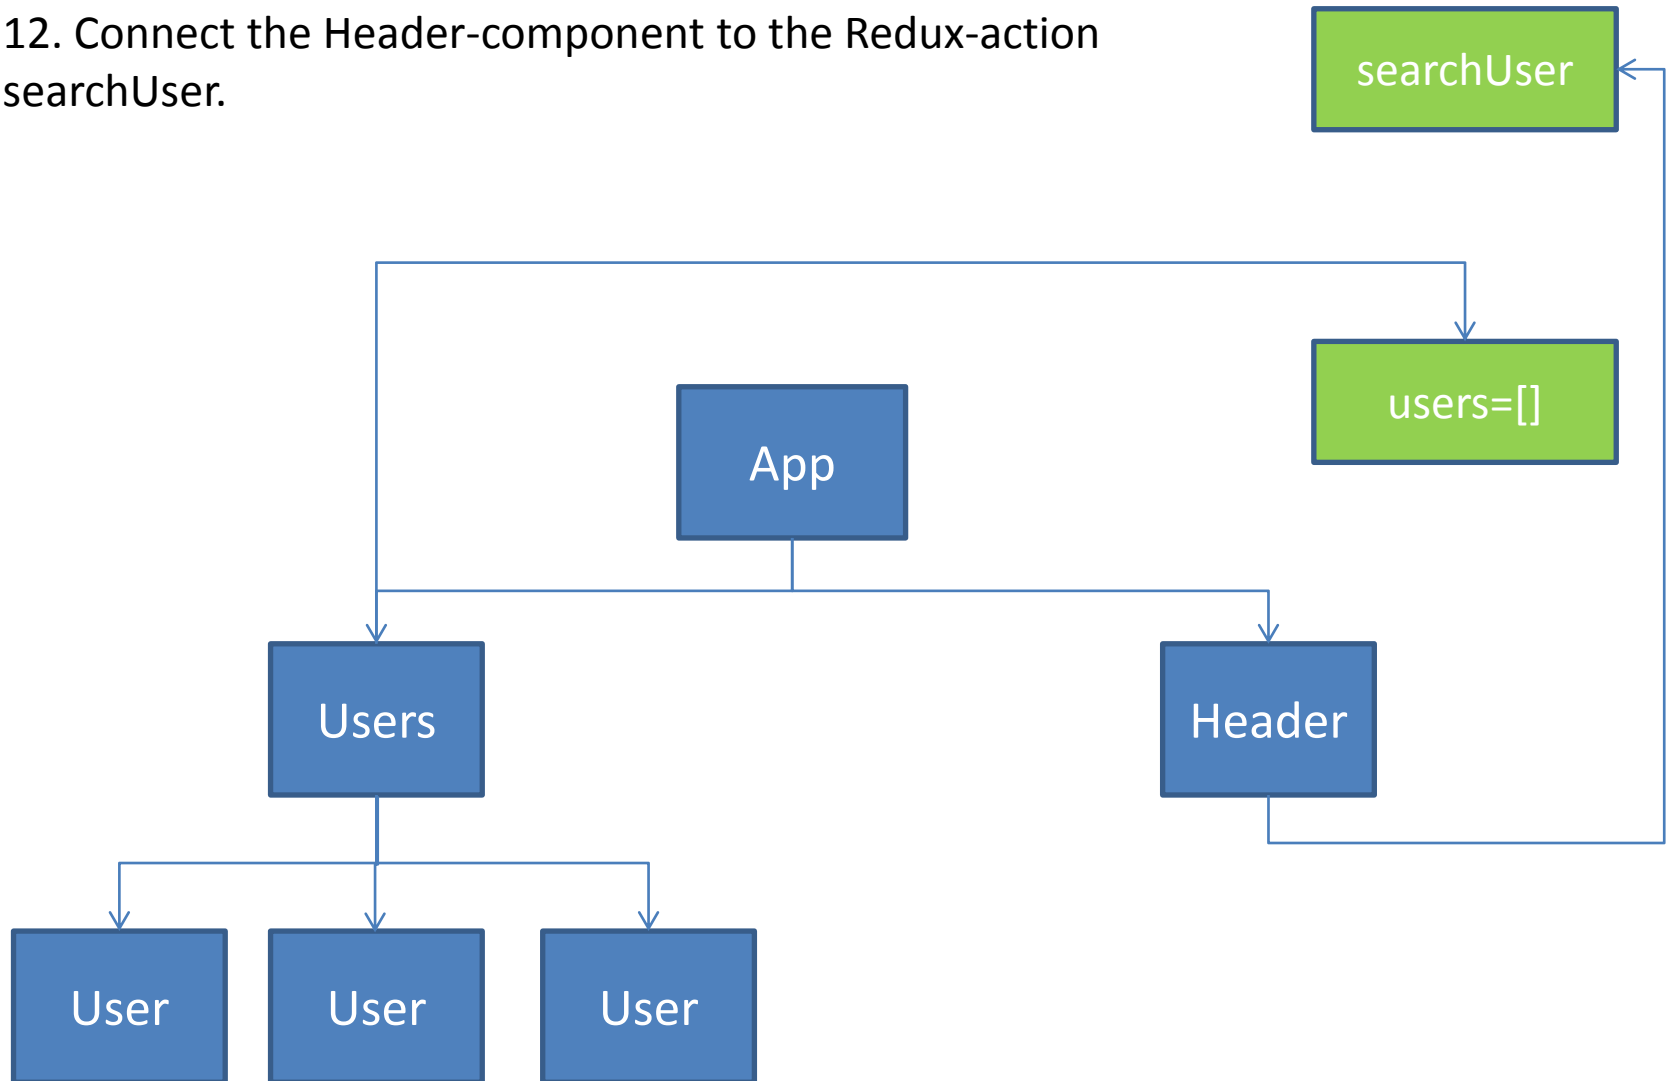 12. Connect the Header-component to the Redux-action
searchUser.
searchUser
users=[]
App
Users
Header
User
User
User